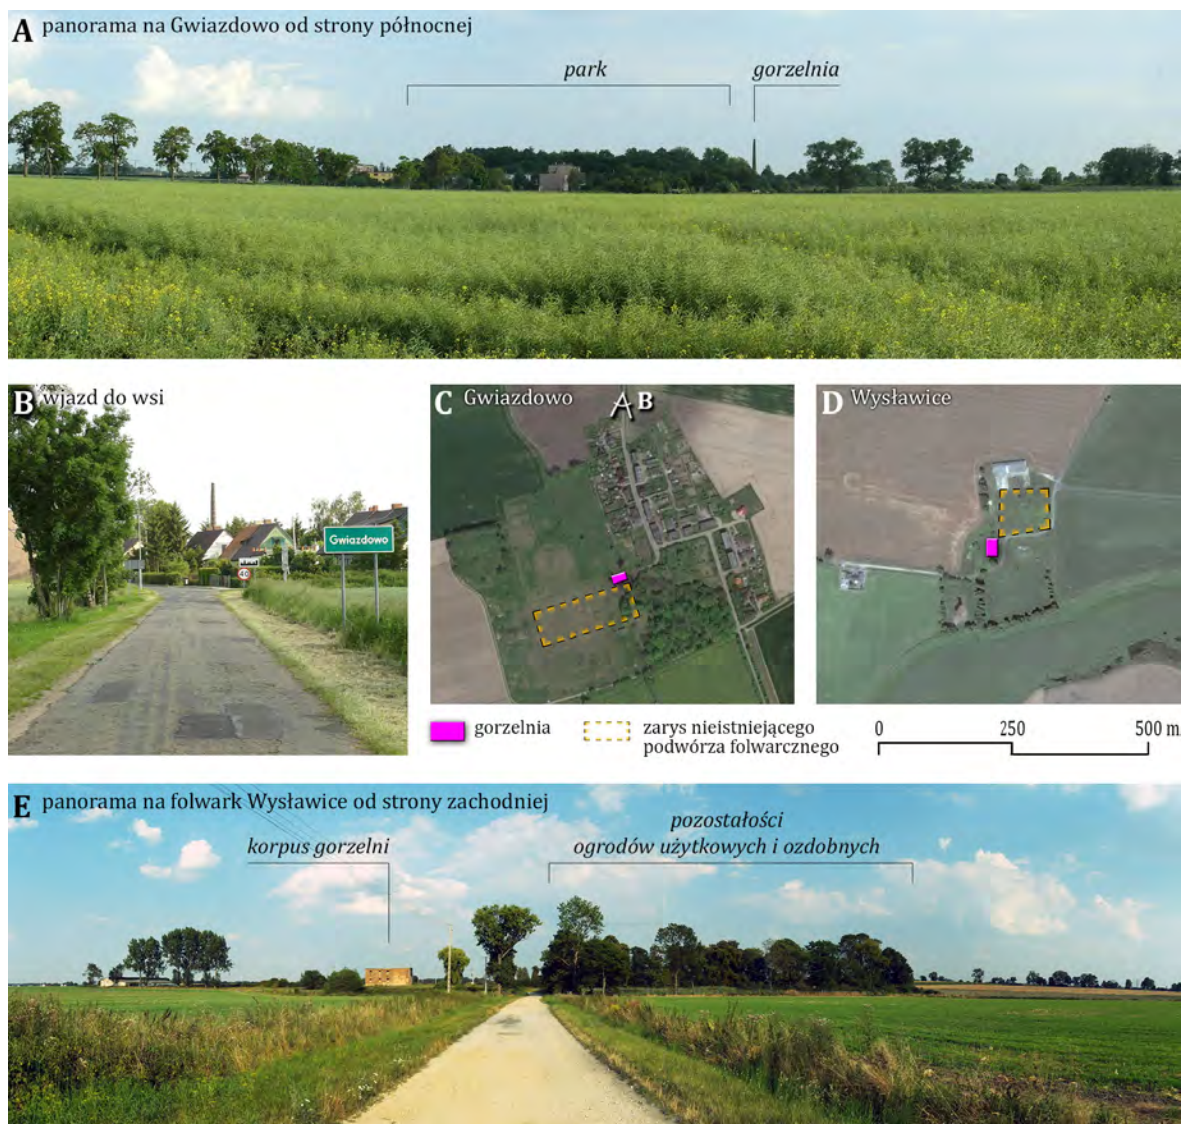 A panorama na Gwiazdowo od strony północnej
park
gorzelnia
B wjazd do wsi
Gwiazdowo
40
C Gwiazdowo
B
D Wysławice
gorzelnia
zarys nieistniejącego
podwórza folwarcznego
0 250 500 m
E panorama na folwark Wysławice od strony zachodniej
korpus gorzelni
pozostałości
ogrodów użytkowych i ozdobnych